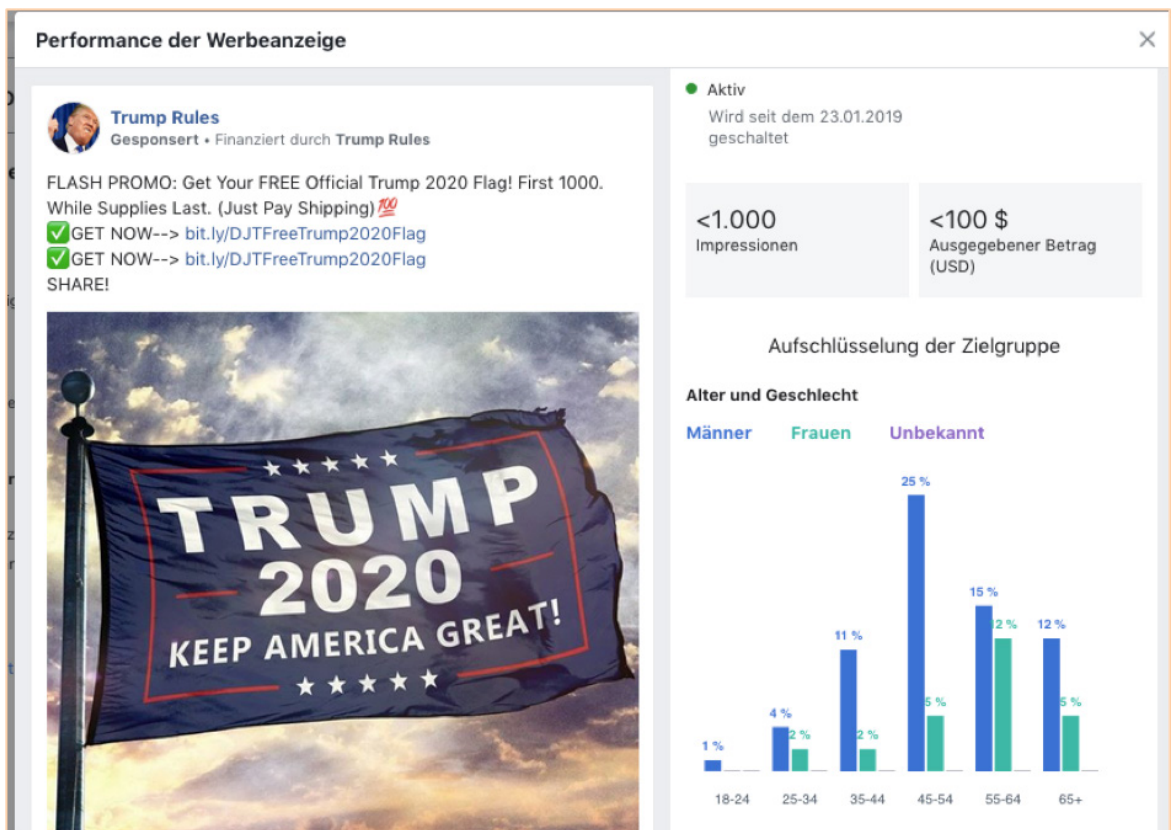 Performance der Werbeanzeige
Trump Rules
Gesponsert • Finanziert durch Trump Rules
FLASH PROMO: Get Your FREE Official Trump 2020 Flag! First 1000.
While Supplies Last. (Just Pay Shipping)💯
✅GET NOW--> bit.ly/DJTFreeTrump2020Flag
✅GET NOW--> bit.ly/DJTFreeTrump2020Flag
SHARE!
TRUMP
2020
KEEP AMERICA GREAT!
Aktiv
Wird seit dem 23.01.2019
geschaltet
<1.000
Impressionen
<100 $
Ausgegebener Betrag
(USD)
Aufschlüsselung der Zielgruppe
Alter und Geschlecht
Männer Frauen Unbekannt
25 %
15 %
12 % 12 %
11 %
5 % 5 %
4 %
2 % 2 %
1 %
18-24 25-34 35-44 45-54 55-64 65+